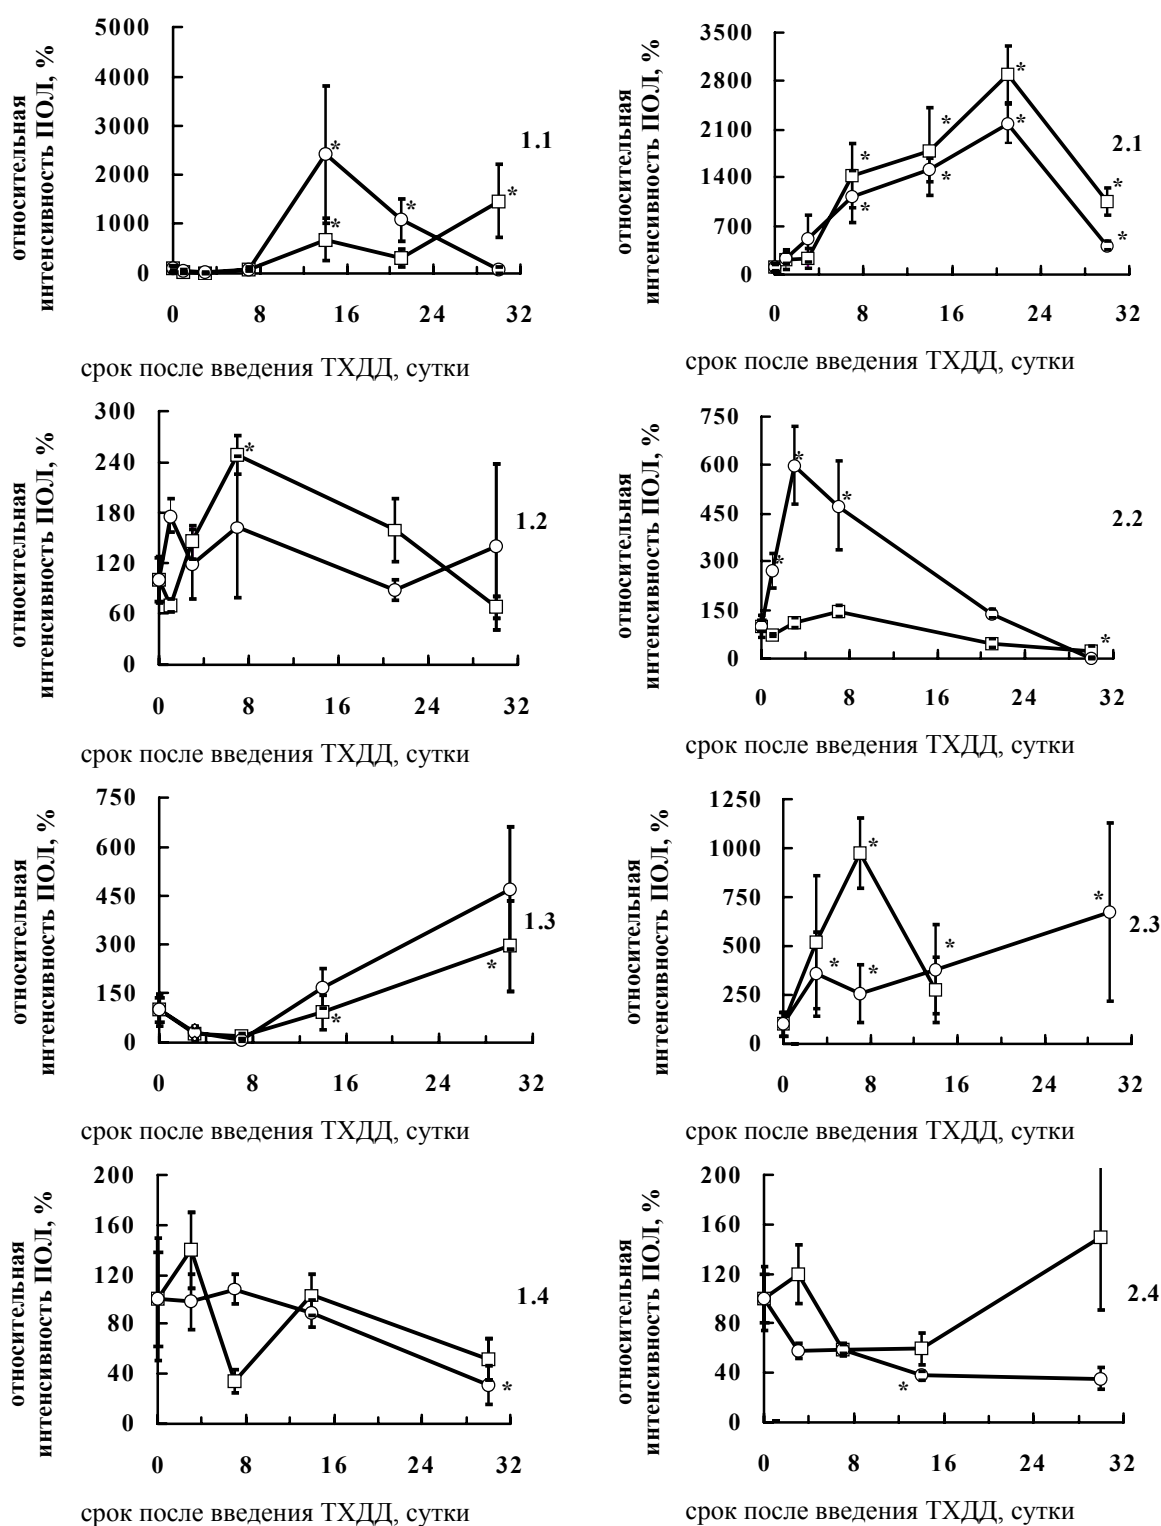 относительная
интенсивность ПОЛ, %
5000
4000
3000
2000
1000
0
*
*
*
*
1.1
0 8 16 24 32
срок после введения ТХДД, сутки
относительная
интенсивность ПОЛ, %
3500
2800
2100
1400
700
0
*
*
*
*
*
*
*
*
2.1
0 8 16 24 32
срок после введения ТХДД, сутки
относительная
интенсивность ПОЛ, %
300
240
180
120
60
0
*
1.2
0 8 16 24 32
срок после введения ТХДД, сутки
относительная
интенсивность ПОЛ, %
750
600
450
300
150
0
*
*
*
*
2.2
0 8 16 24 32
срок после введения ТХДД, сутки
относительная
интенсивность ПОЛ, %
750
600
450
300
150
0
*
*
1.3
0 8 16 24 32
срок после введения ТХДД, сутки
относительная
интенсивность ПОЛ, %
1250
1000
750
500
250
0
*
*
*
*
*
2.3
0 8 16 24 32
срок после введения ТХДД, сутки
относительная
интенсивность ПОЛ, %
200
160
120
80
40
0
*
1.4
0 8 16 24 32
срок после введения ТХДД, сутки
относительная
интенсивность ПОЛ, %
200
160
120
80
40
0
*
2.4
0 8 16 24 32
срок после введения ТХДД, сутки